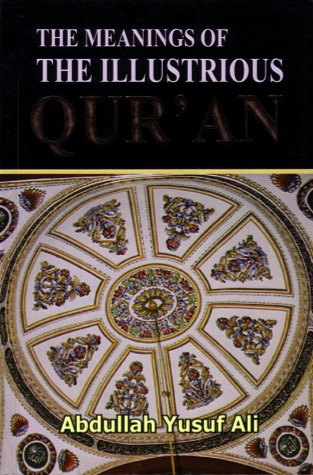 THE MEANINGS OF
THE ILLUSTRIOUS
QUR'AN
Abdullah Yusuf Ali